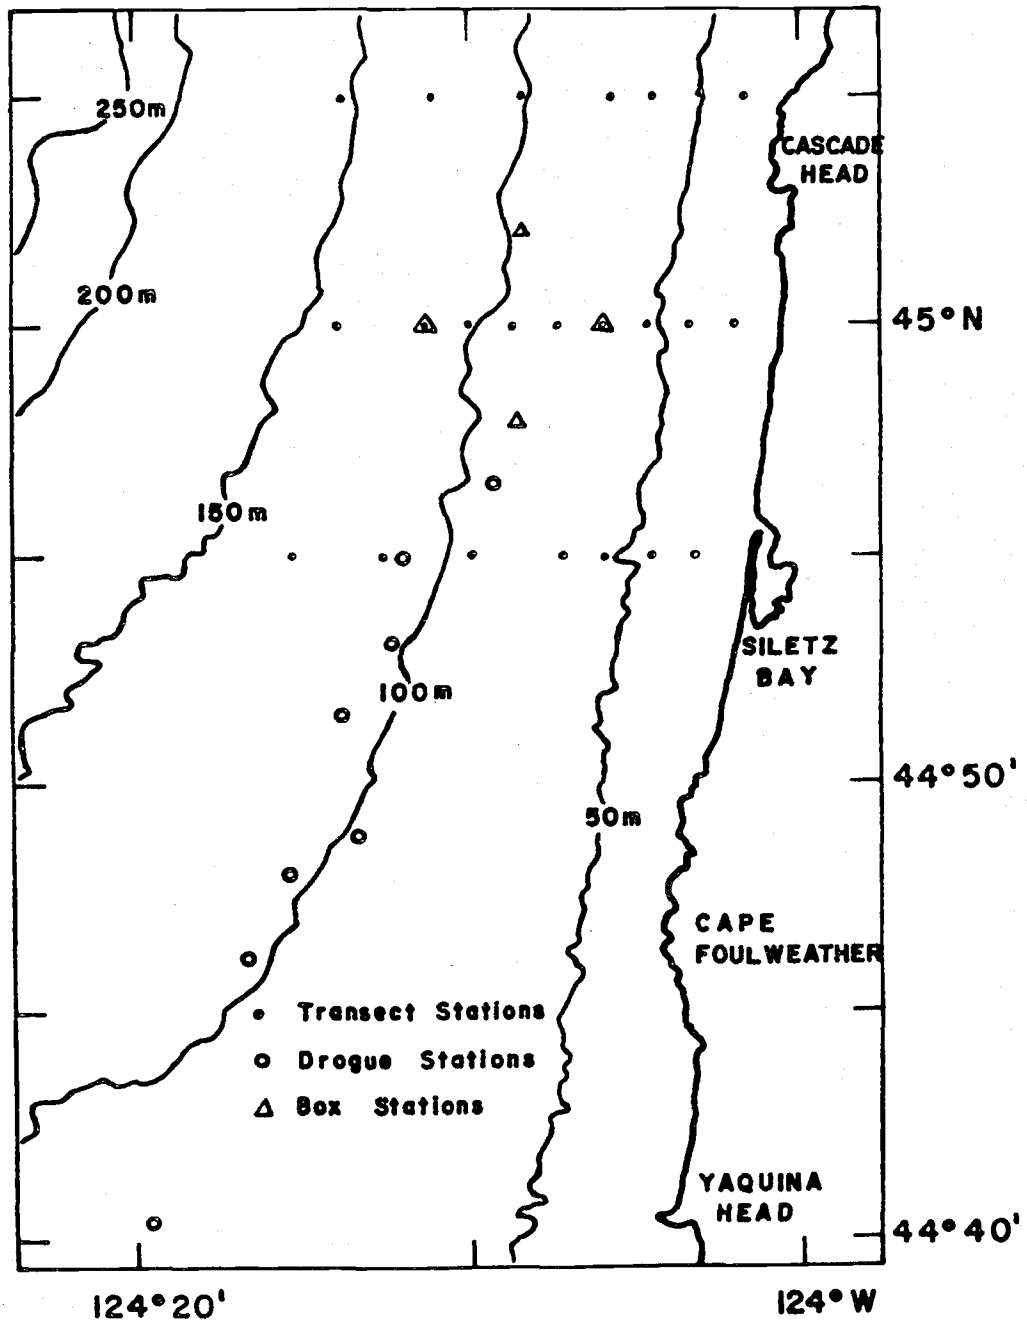 250m
CASCADE
HEAD
200m
45°N
150m
SILETZ
BAY
100m
44°50'
50m
CAPE
FOULWEATHER
Transect Stations
Drogue Stations
Box Stations
YAQUINA
HEAD
44°40'
124°20'
124°W